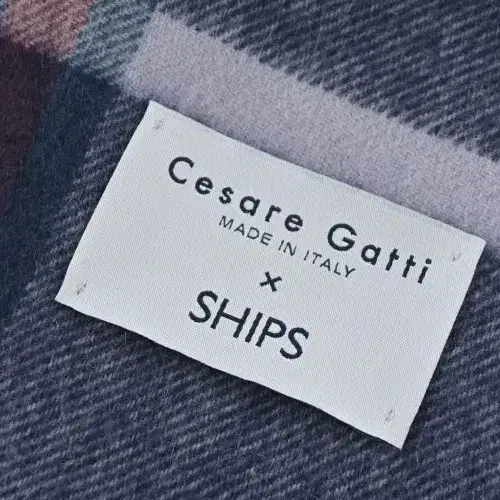 Cesare Gatti
MADE IN ITALY
×
SHIPS